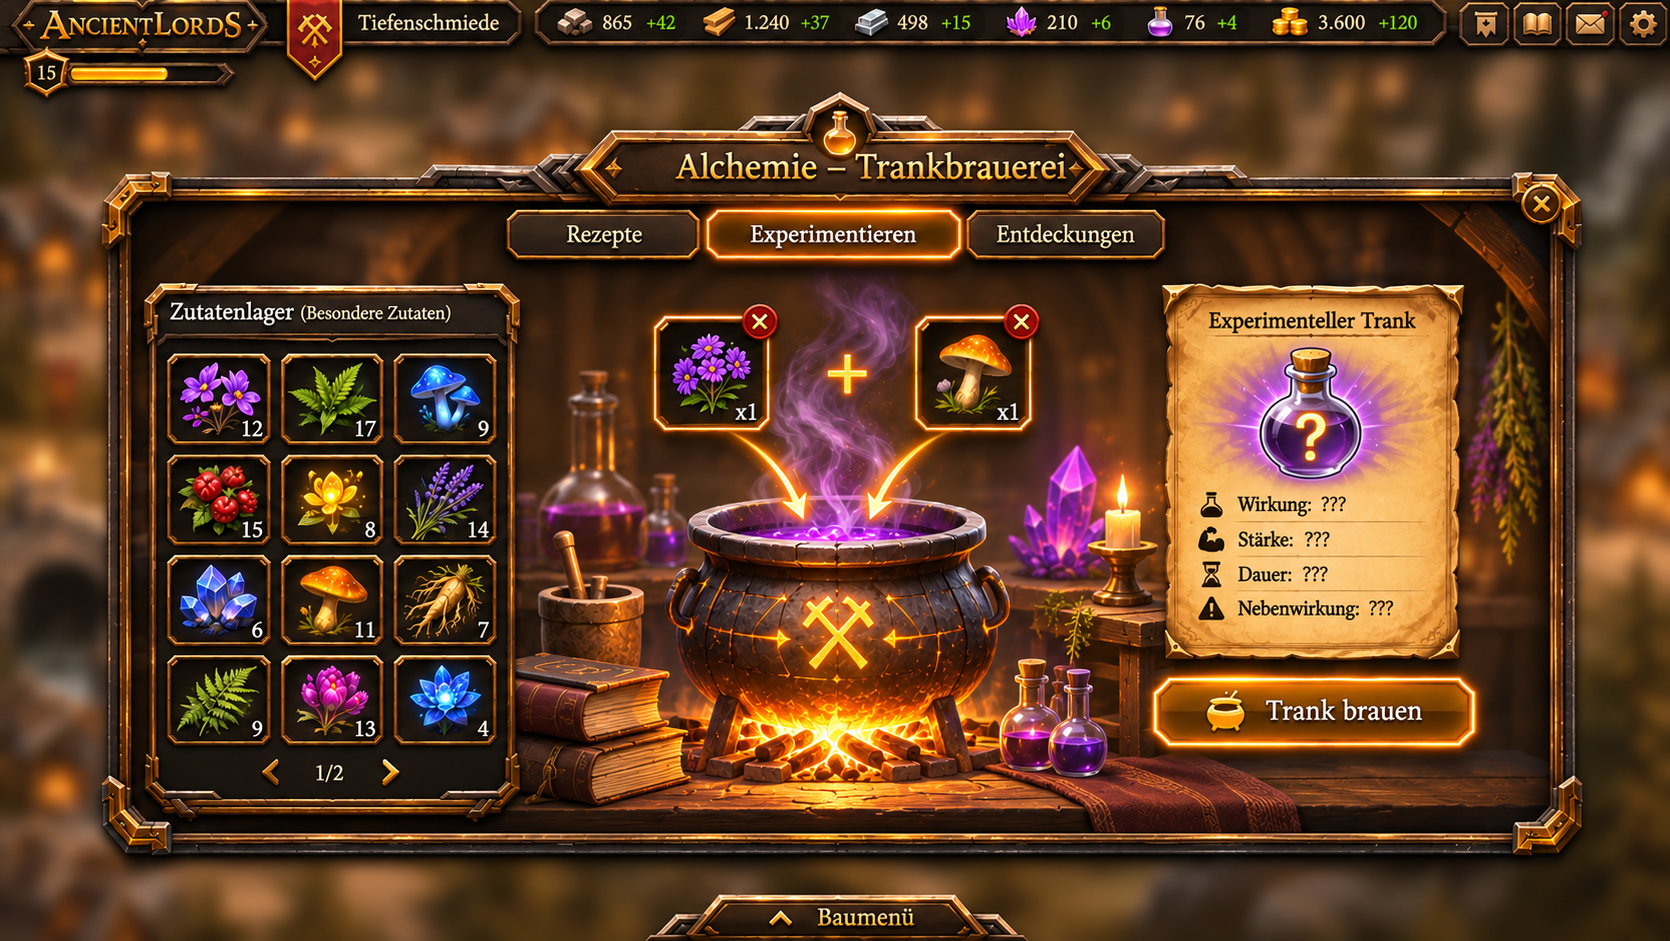 AncientLords
Tiefenschmiede
865 +42
1.240 +37
498 +15
210 +6
76 +4
3.600 +120
15
Alchemie – Trankbrauerei
Rezepte
Experimentieren
Entdeckungen
Zutatenlager (Besondere Zutaten)
12
17
9
15
8
14
6
11
7
9
13
4
1/2
x1
+
x1
Experimenteller Trank
?
Wirkung: ???
Stärke: ???
Dauer: ???
Nebenwirkung: ???
Trank brauen
Baumenü